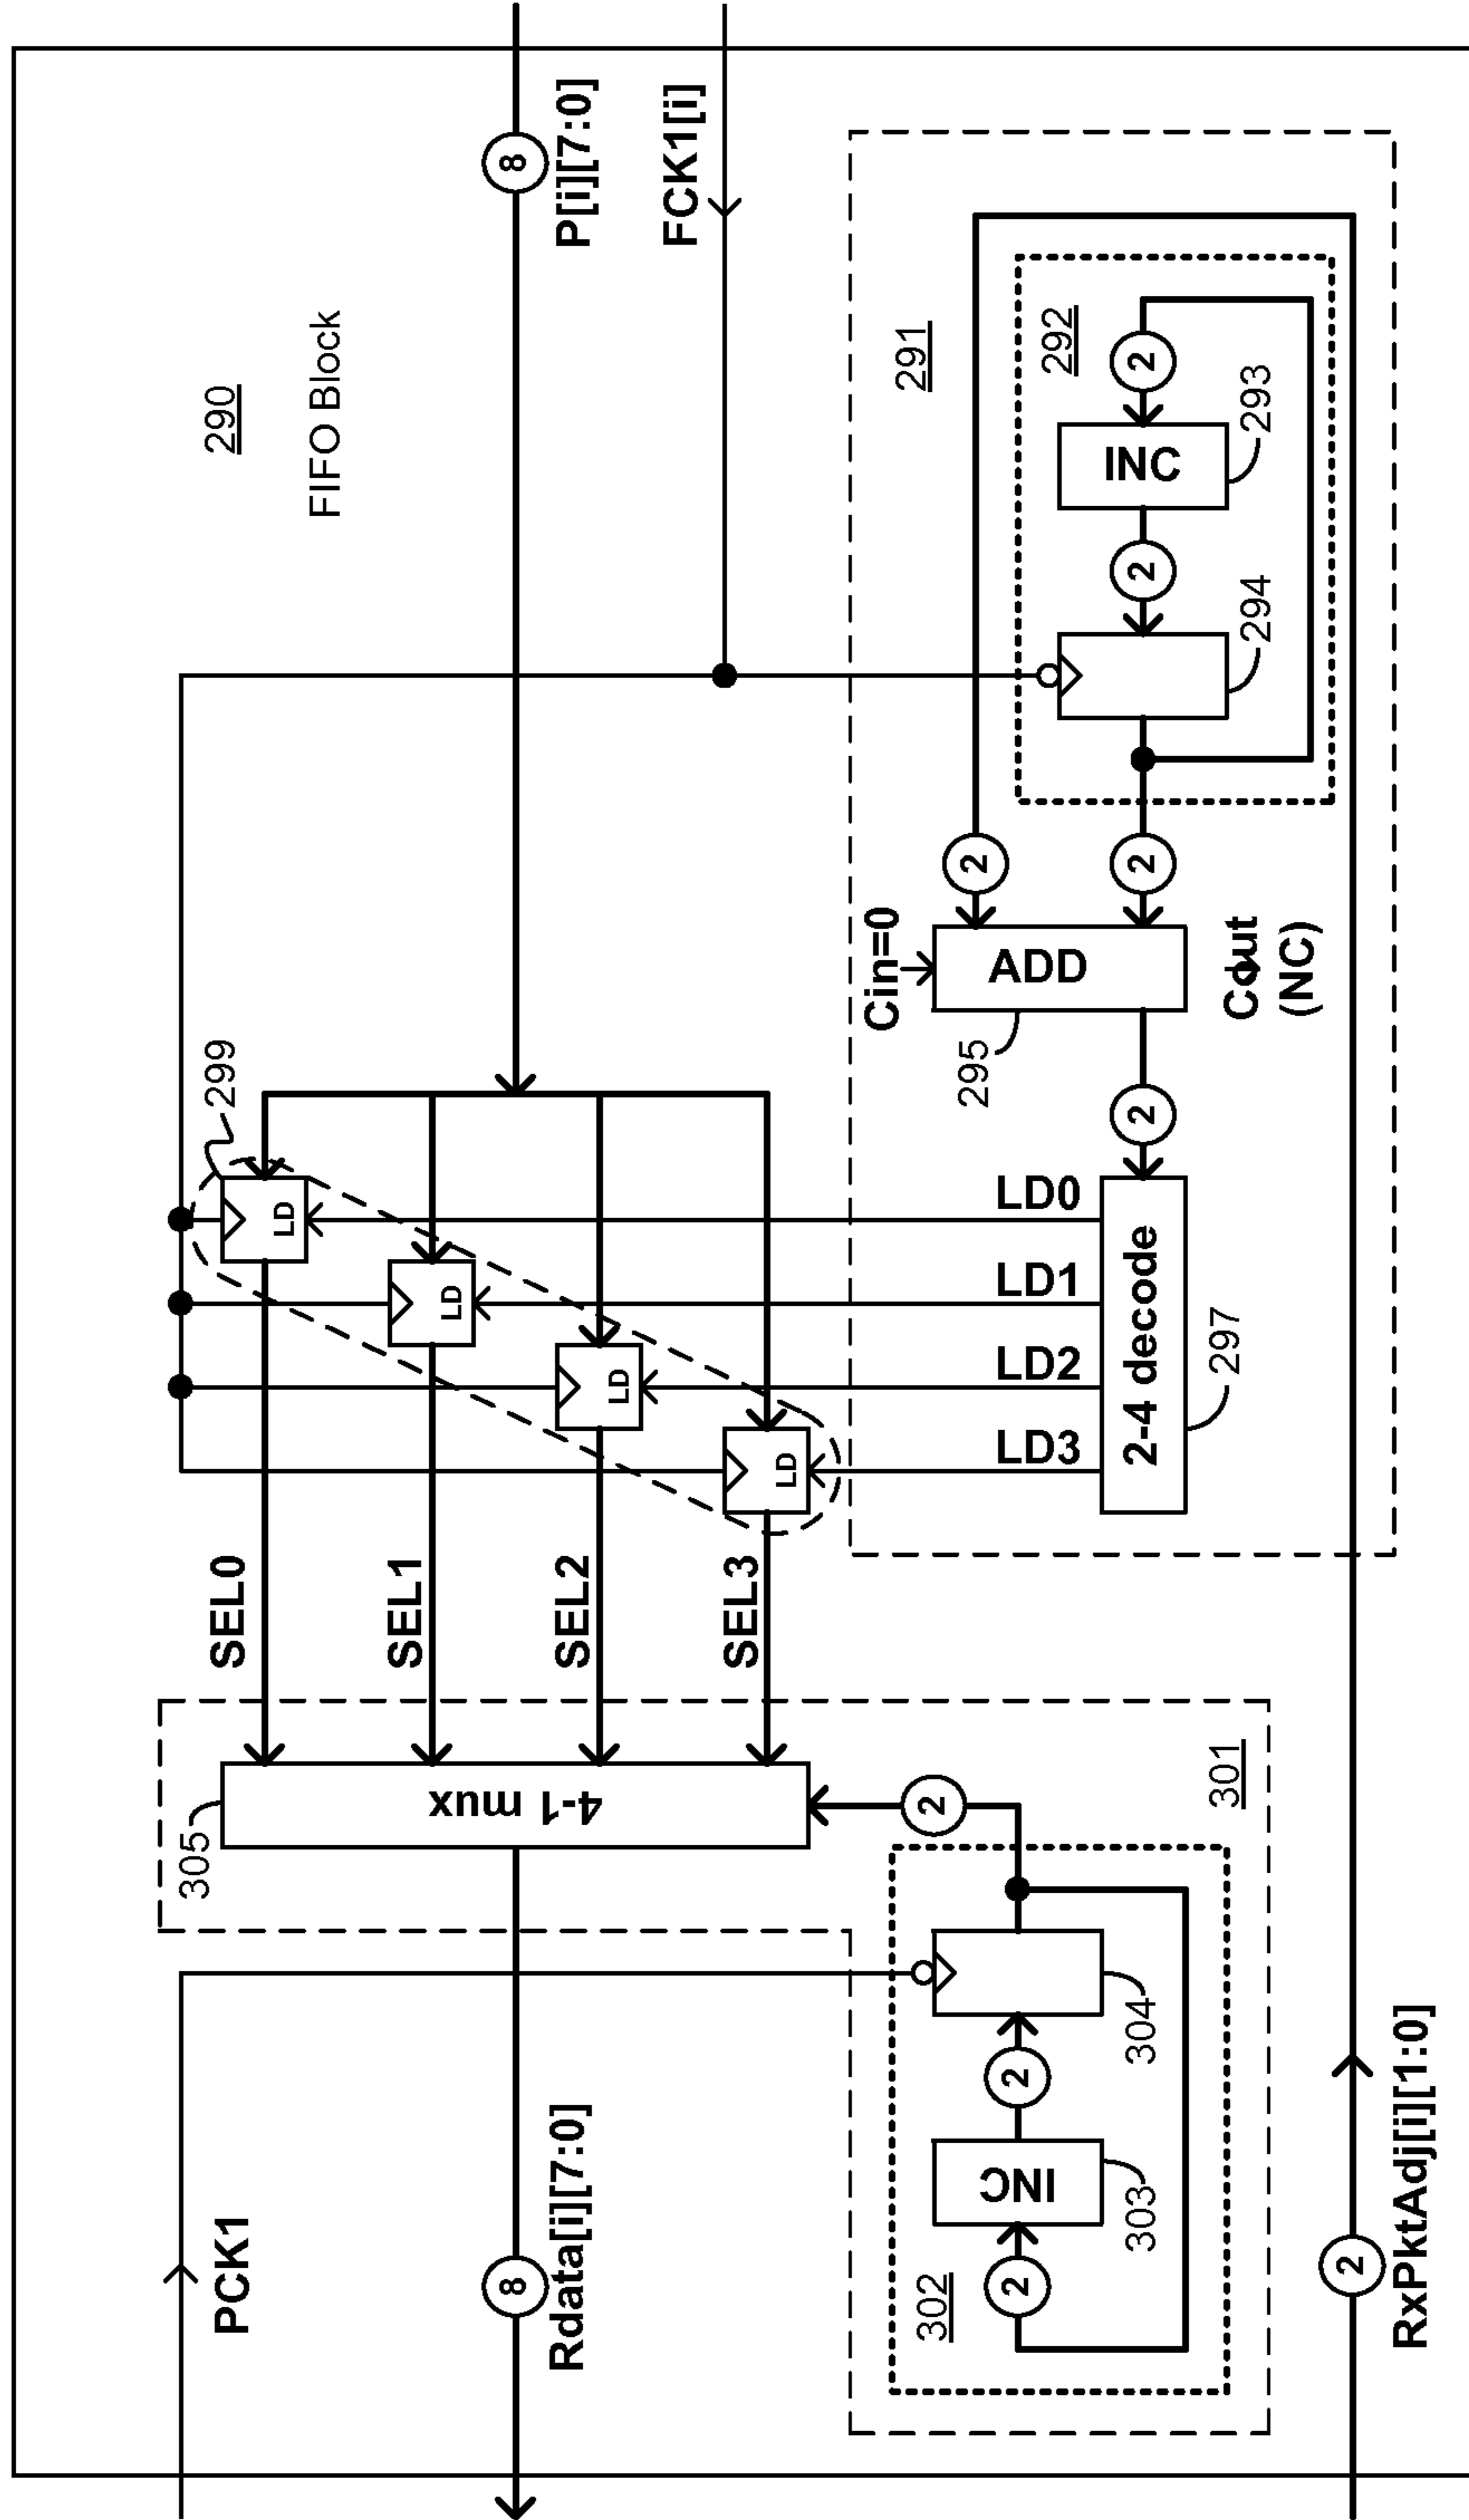 290
FIFO Block
8
P[i][7:0]
FCK1[i]
291
292
2
INC
293
2
294
2
2
Cin=0
ADD
295
Cout
(NC)
2
299
LD
LD
LD
LD
LD0
LD1
LD2
LD3
2-4 decode
297
SEL0
SEL1
SEL2
SEL3
305
4-1 mux
2
301
PCK1
8
Rdata[i][7:0]
302
304
2
INC
303
2
2
RxPktAdj[i][1:0]